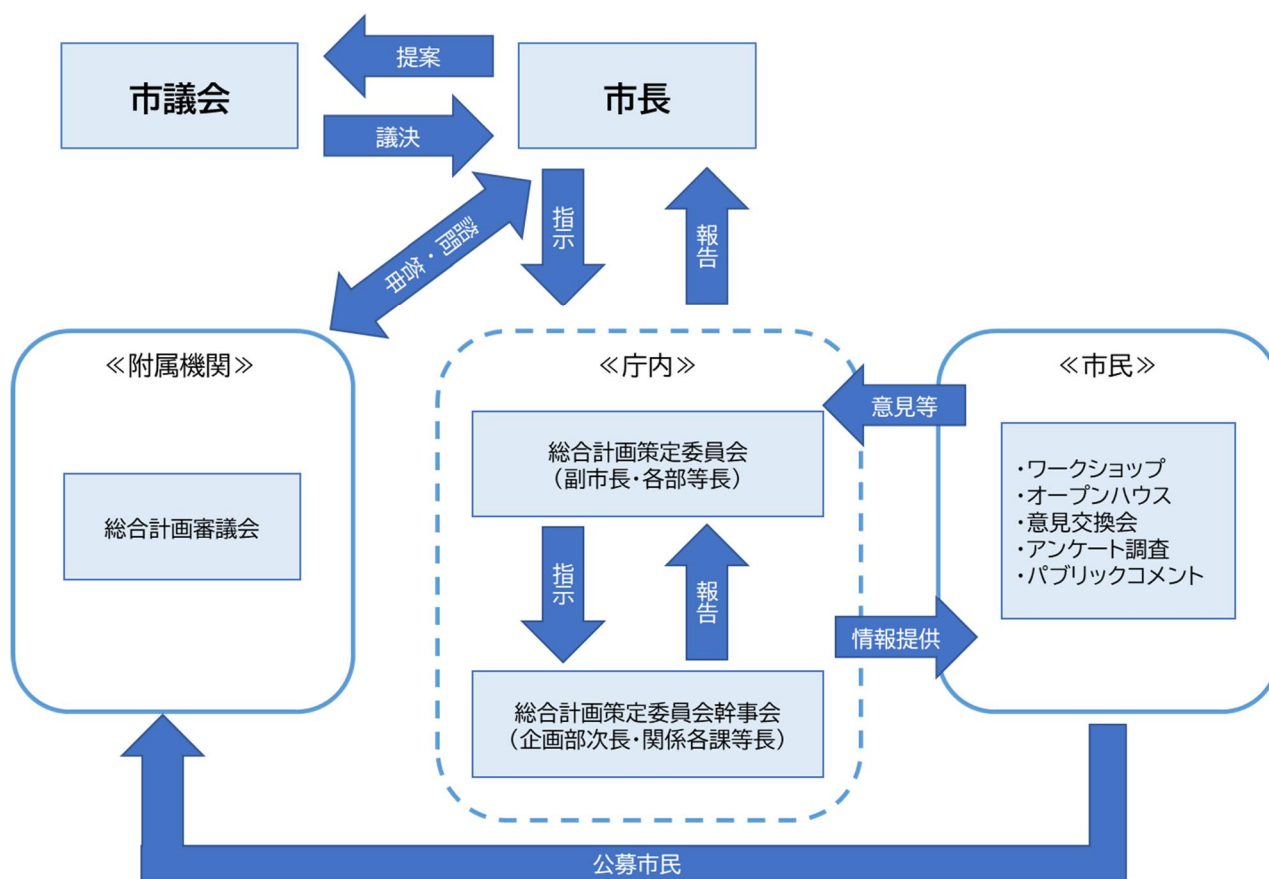 市議会
提案
議決
市長
諮問・答申
指示
報告
≪附属機関≫
総合計画審議会
≪庁内≫
総合計画策定委員会
（副市長・各部等長）
指示
報告
総合計画策定委員会幹事会
（企画部次長・関係各課等長）
意見等
情報提供
≪市民≫
・ワークショップ
・オープンハウス
・意見交換会
・アンケート調査
・パブリックコメント
公募市民